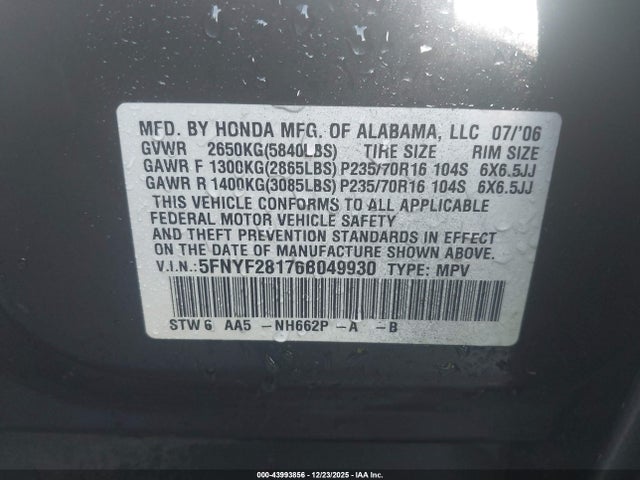 MFD. BY HONDA MFG. OF ALABAMA, LLC 07/'06
GVWR 2650KG(5840LBS) TIRE SIZE RIM SIZE
GAWR F 1300KG(2865LBS) P235/70R16 104S 6X6.5JJ
GAWR R 1400KG(3085LBS) P235/70R16 104S 6X6.5JJ
THIS VEHICLE CONFORMS TO ALL APPLICABLE
FEDERAL MOTOR VEHICLE SAFETY
AND THEFT PREVENTION STANDARDS IN EFFECT
ON THE DATE OF MANUFACTURE SHOWN ABOVE.
V.I.N.: 5FNYF28176B049930 TYPE: MPV
STW6 AA5 -NH662P -A -B
000-43993856 - 12/23/2025 - IAA Inc.